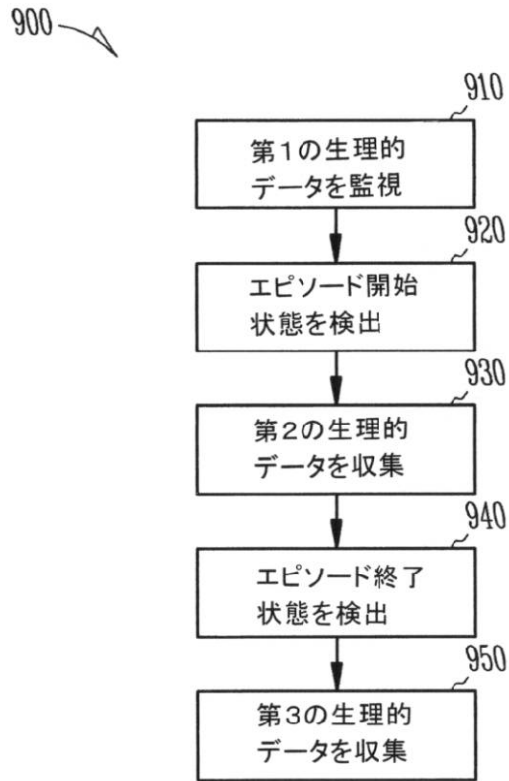 900
910
第1の生理的
データを監視
920
エピソード開始
状態を検出
930
第2の生理的
データを収集
940
エピソード終了
状態を検出
950
第3の生理的
データを収集